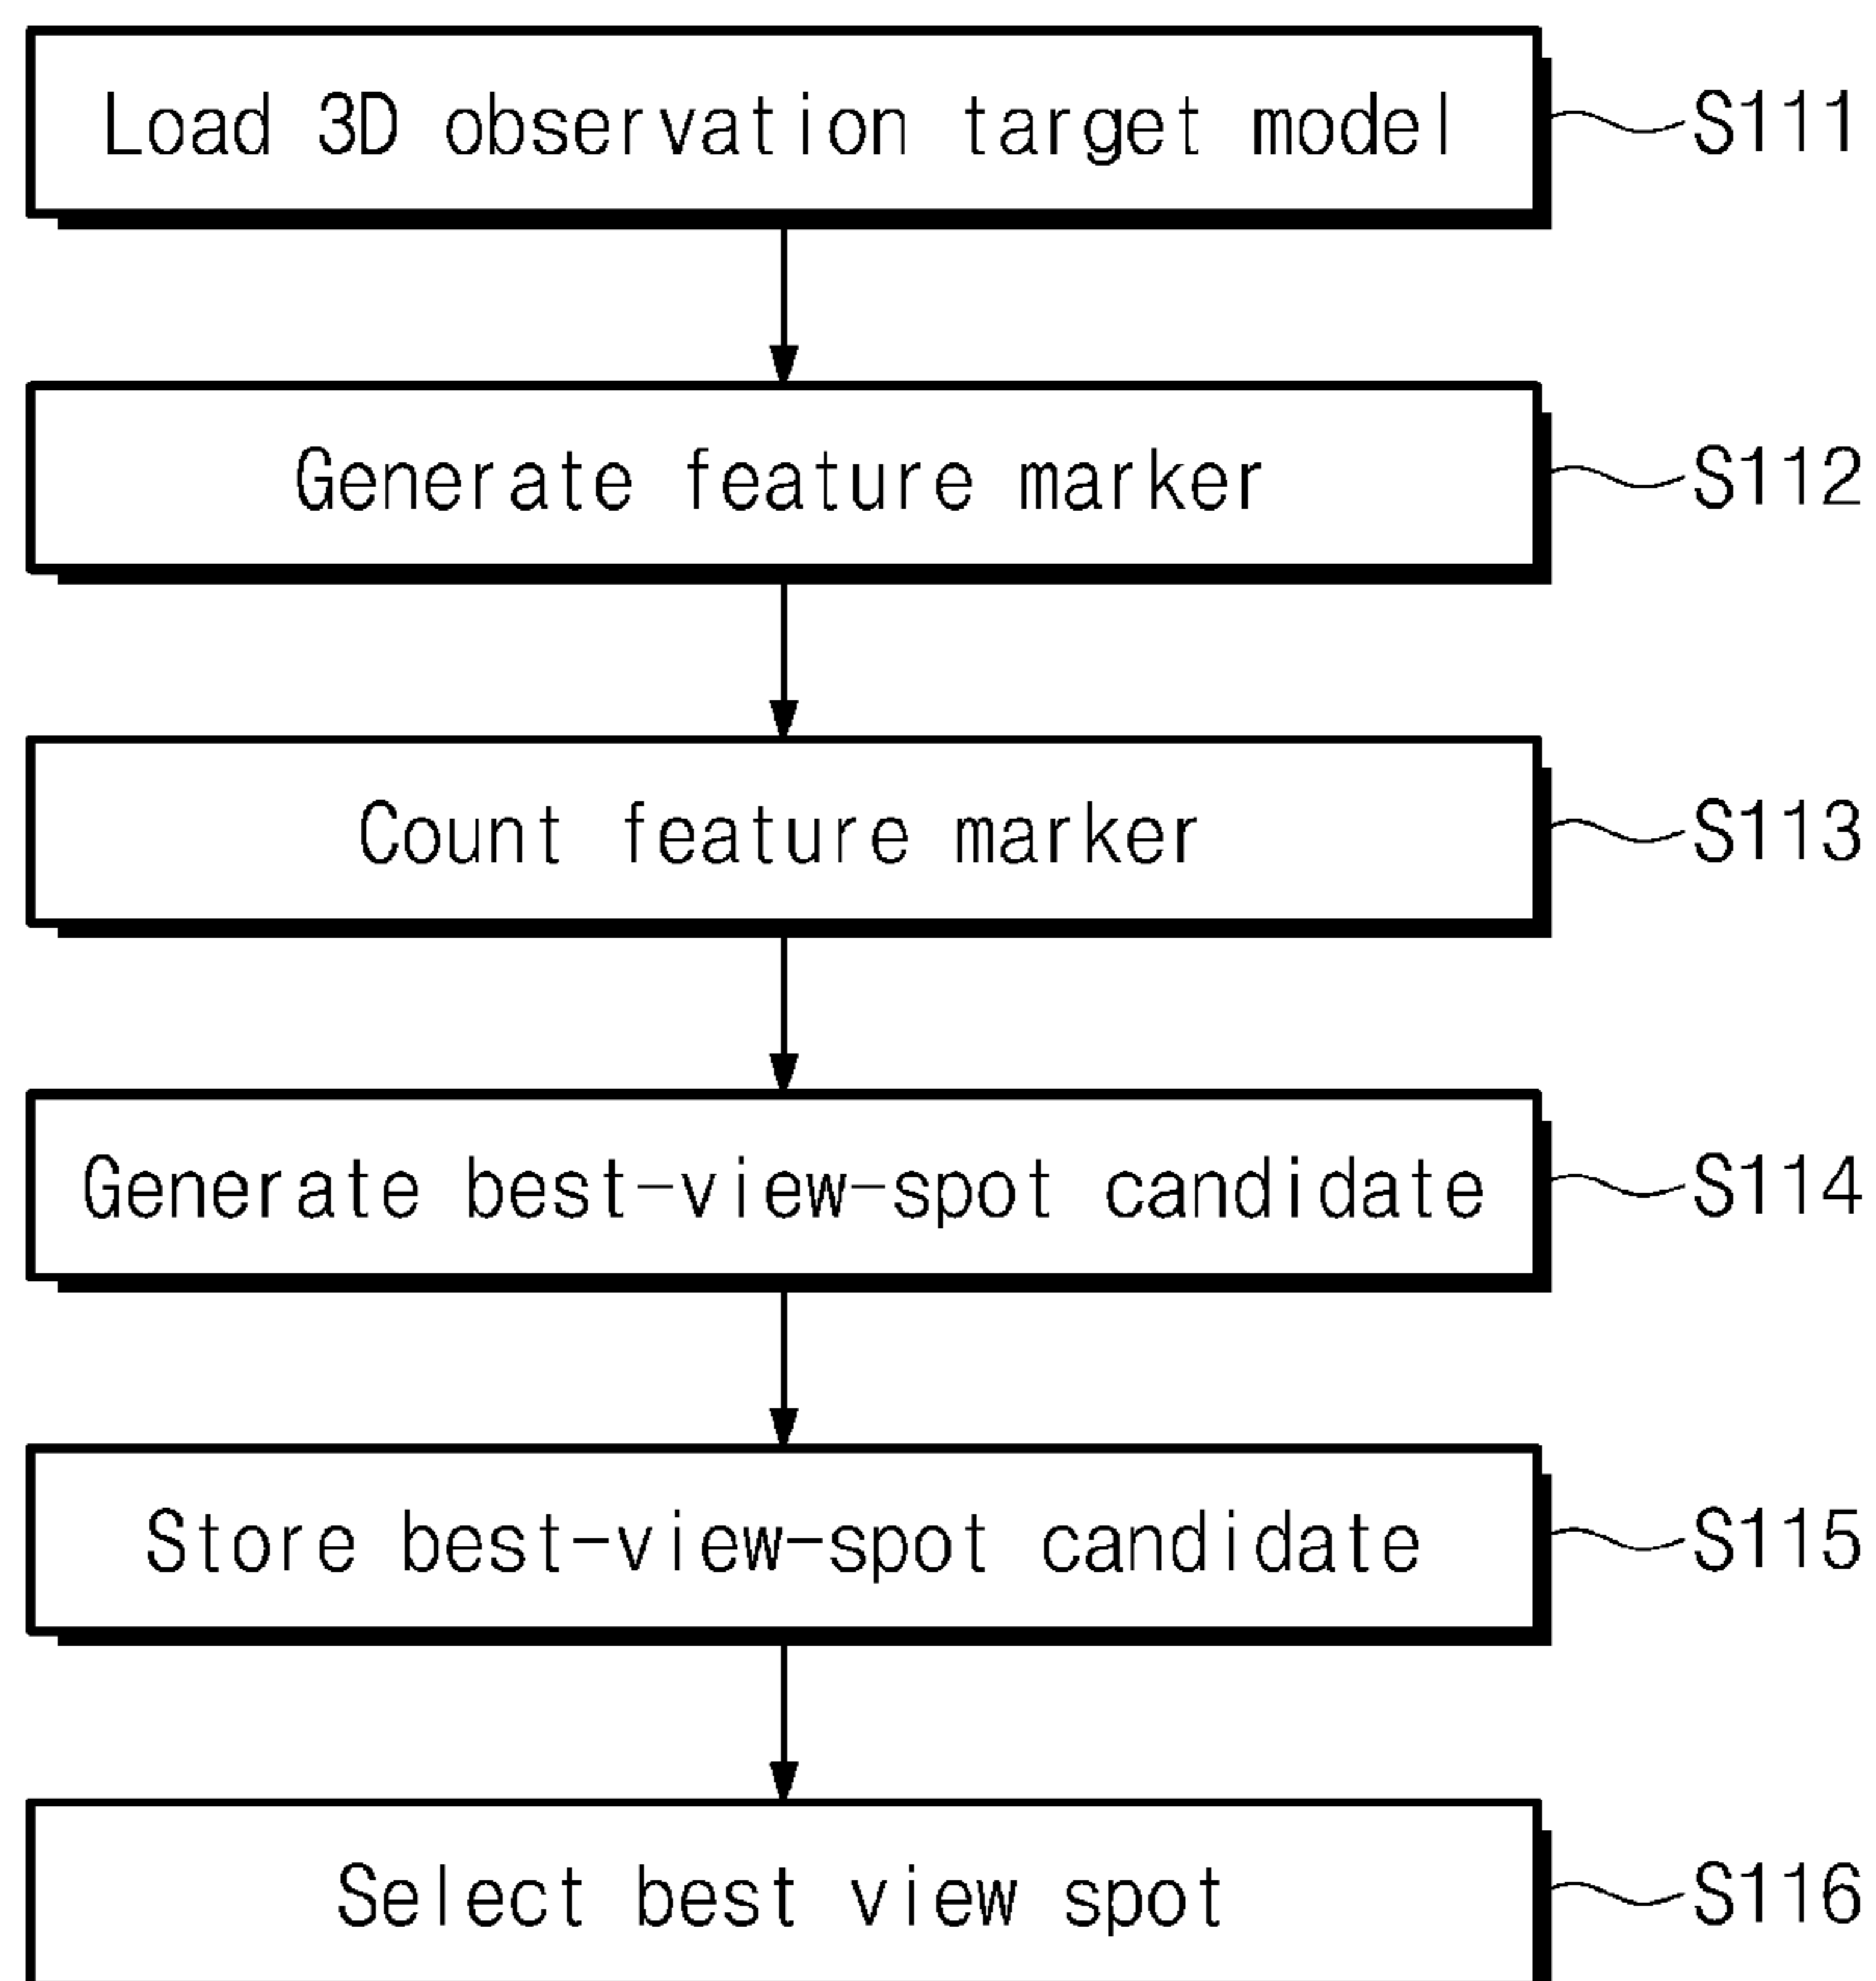 Load 3D observation target model S111
Generate feature marker S112
Count feature marker S113
Generate best-view-spot candidate S114
Store best-view-spot candidate S115
Select best view spot S116